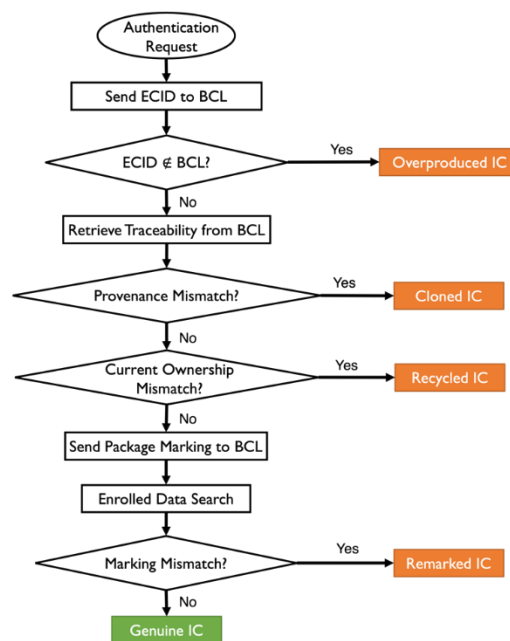 Authentication
Request
Send ECID to BCL
ECID ∉ BCL?
Yes
Overproduced IC
No
Retrieve Traceability from BCL
Provenance Mismatch?
Yes
Cloned IC
No
Current Ownership
Mismatch?
Yes
Recycled IC
No
Send Package Marking to BCL
Enrolled Data Search
Marking Mismatch?
Yes
Remarked IC
No
Genuine IC